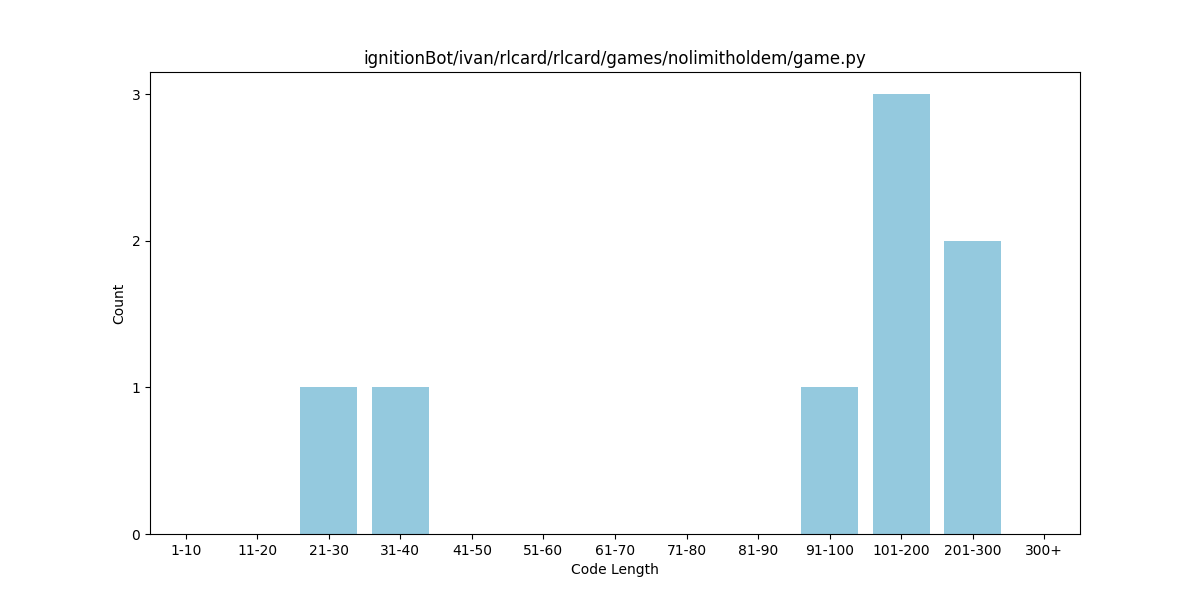 ignitionBot/ivan/rlcard/rlcard/games/nolimitholdem/game.py
3
2
1
0
Count
1-10 11-20 21-30 31-40 41-50 51-60 61-70 71-80 81-90 91-100 101-200 201-300 300+
Code Length